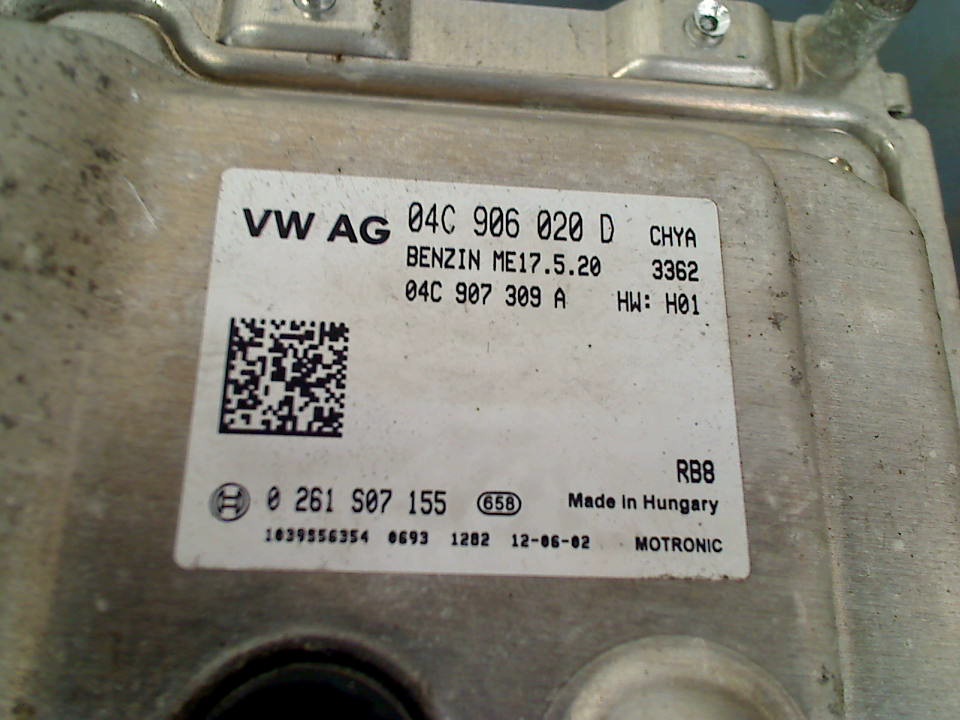 VW AG 04C 906 020 D CHYA
BENZIN ME17.5.20 3362
04C 907 309 A HW: H01
RB8
0 261 S07 155 658 Made in Hungary
1039S56354 0693 1282 12-06-02 MOTRONIC